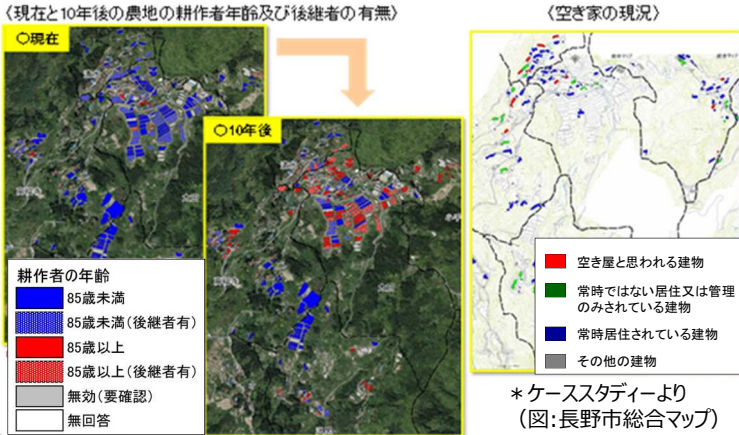 〈現在と10年後の農地の耕作者年齢及び後継者の有無〉
〇現在
〇10年後
耕作者の年齢
85歳未満
85歳未満(後継者有)
85歳以上
85歳以上(後継者有)
無効(要確認)
無回答
〈空き家の現況〉
空き屋と思われる建物
常時ではない居住又は管理
のみされている建物
常時居住されている建物
その他の建物
＊ケーススタディーより
(図:長野市総合マップ)